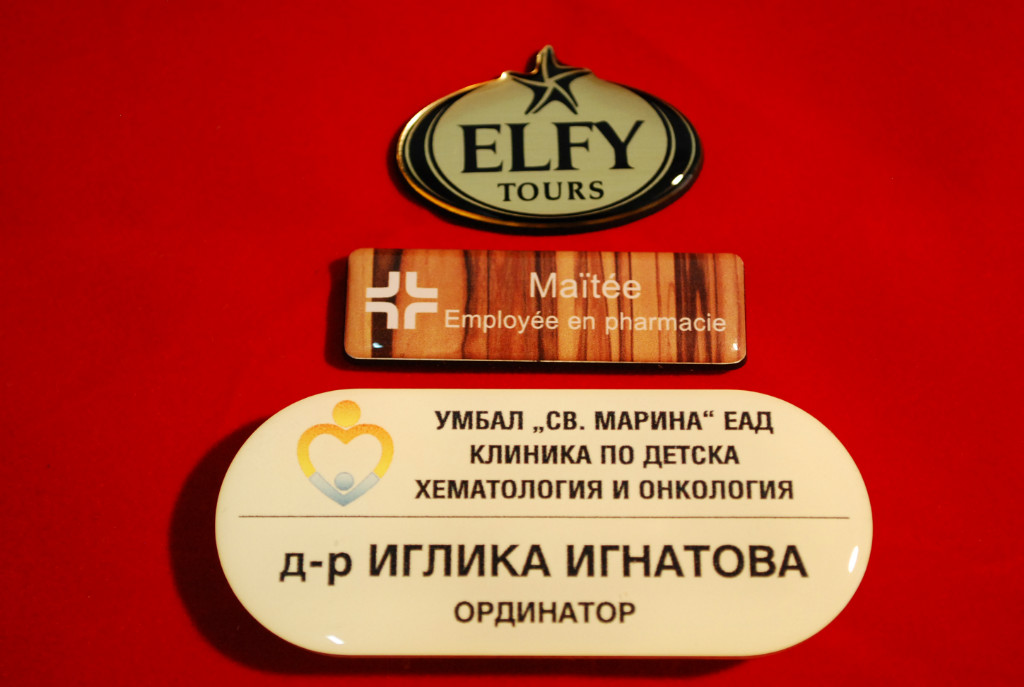 ELFY
TOURS
Maïtée
Employée en pharmacie
УМБАЛ „СВ. МАРИНА“ ЕАД
КЛИНИКА ПО ДЕТСКА
ХЕМАТОЛОГИЯ И ОНКОЛОГИЯ
д-р ИГЛИКА ИГНАТОВА
ОРДИНАТОР